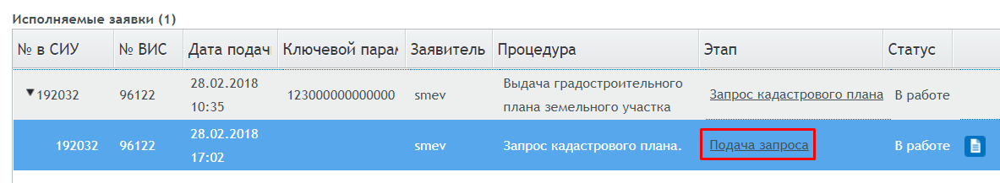 Исполняемые заявки (1)
№ в СИУ № ВИС Дата подачи Ключевой парам Заявитель Процедура Этап Статус
192032 96122 28.02.2018 10:35 123000000000000 smev Выдача градостроительного плана земельного участка Запрос кадастрового плана В работе
192032 96122 28.02.2018 17:02 smev Запрос кадастрового плана. Подача запроса В работе